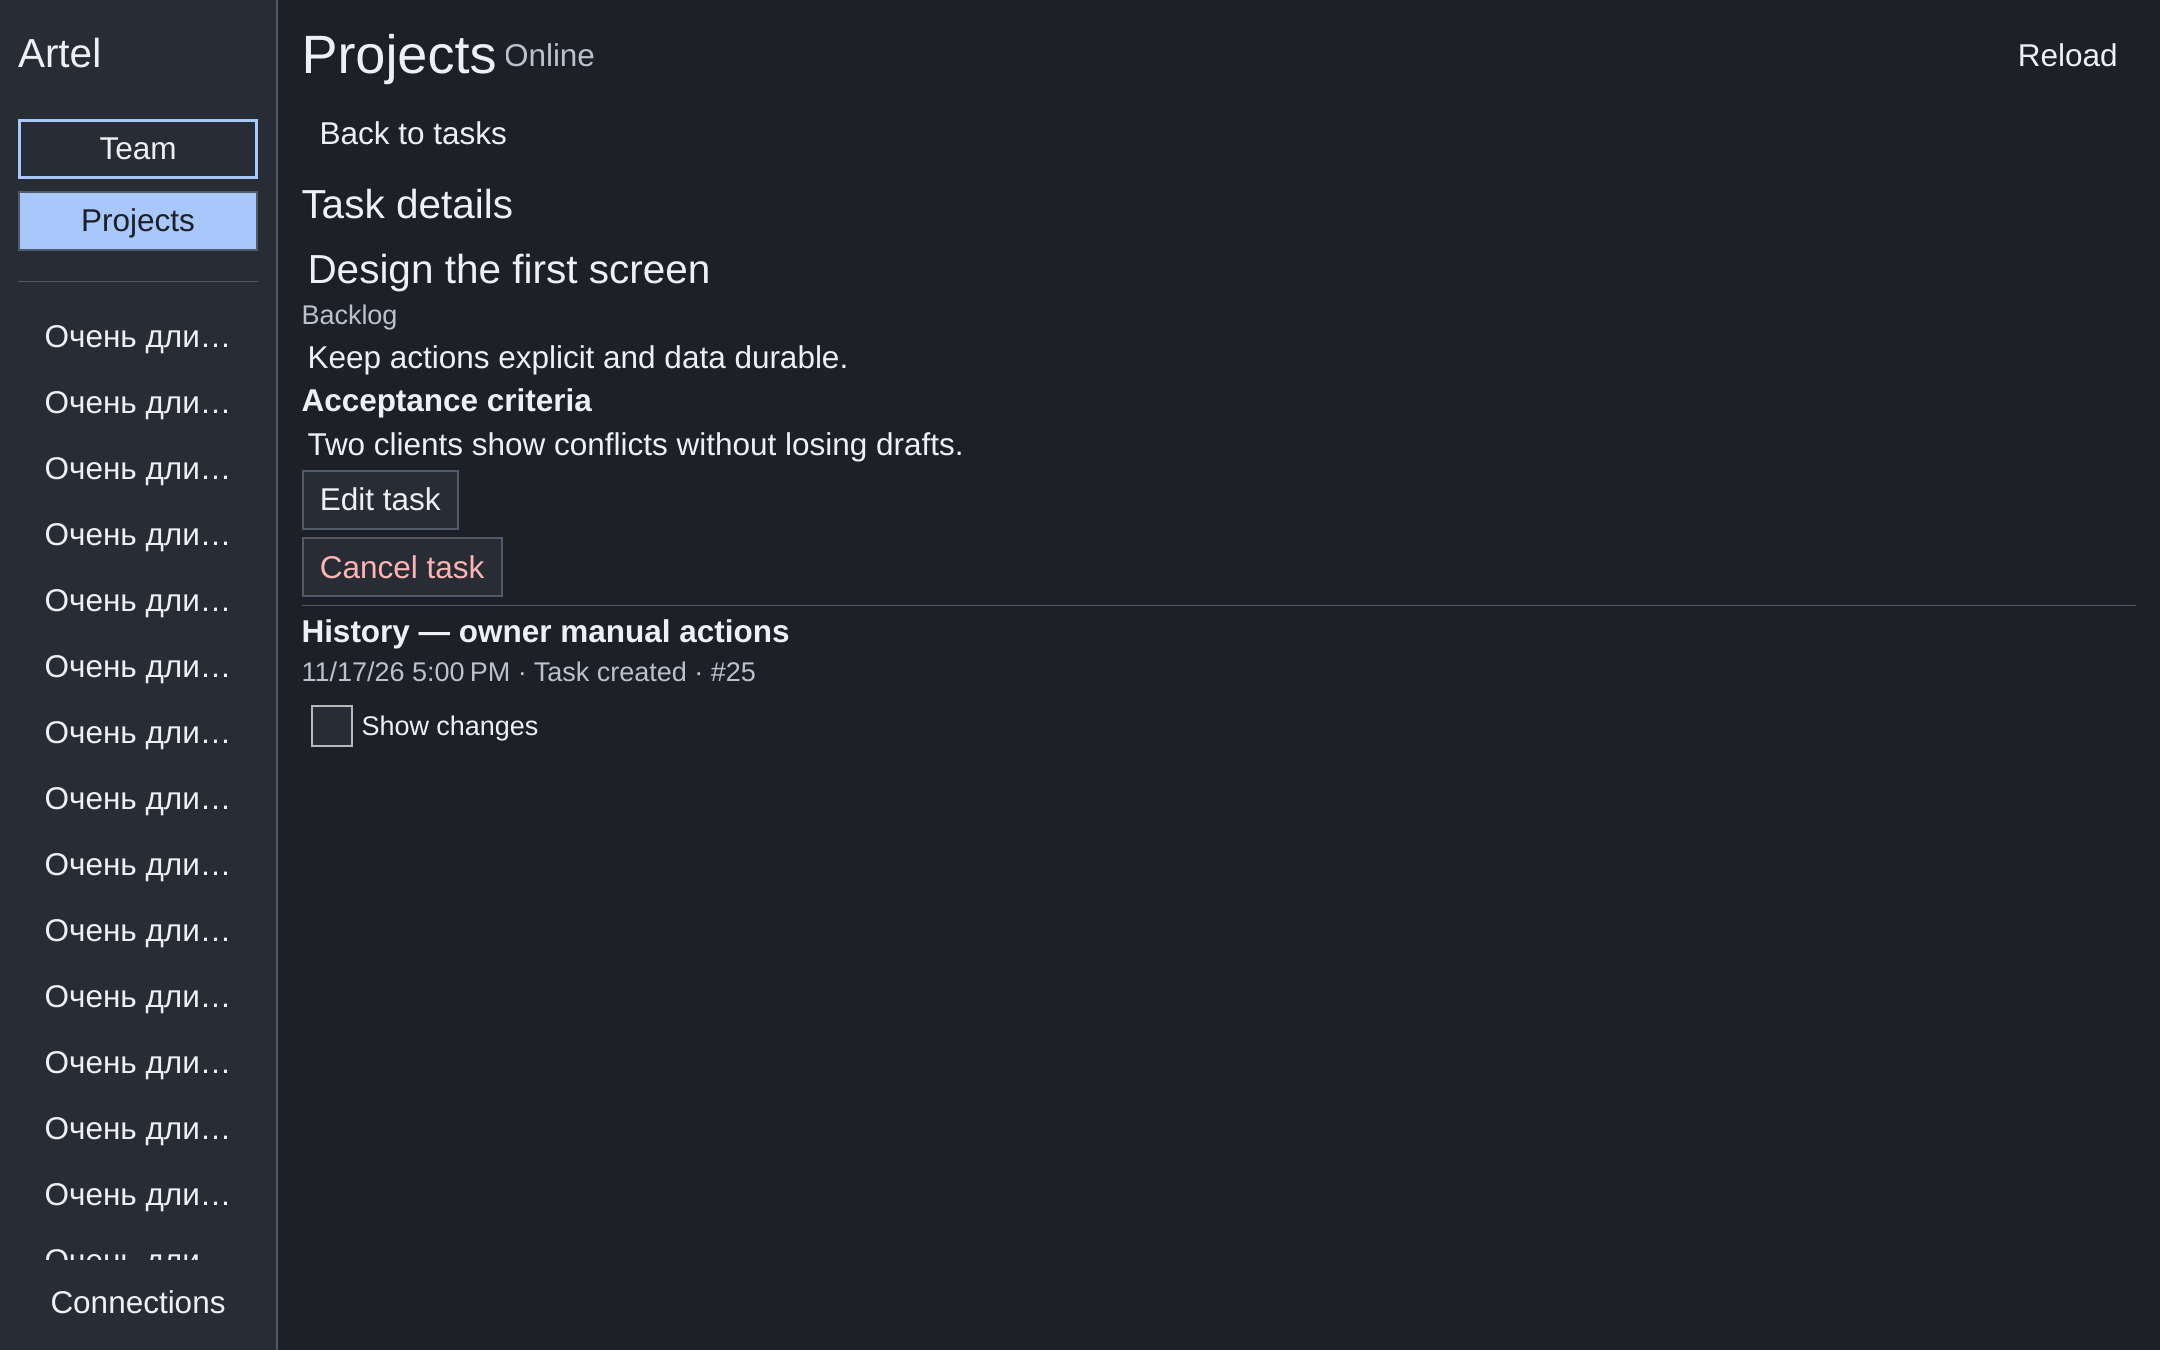 Artel
Team
Projects
Очень дли…
Очень дли…
Очень дли…
Очень дли…
Очень дли…
Очень дли…
Очень дли…
Очень дли…
Очень дли…
Очень дли…
Очень дли…
Очень дли…
Очень дли…
Очень дли…
Connections
Projects Online
Reload
Back to tasks
Task details
Design the first screen
Backlog
Keep actions explicit and data durable.
Acceptance criteria
Two clients show conflicts without losing drafts.
Edit task
Cancel task
History — owner manual actions
11/17/26 5:00 PM · Task created · #25
Show changes